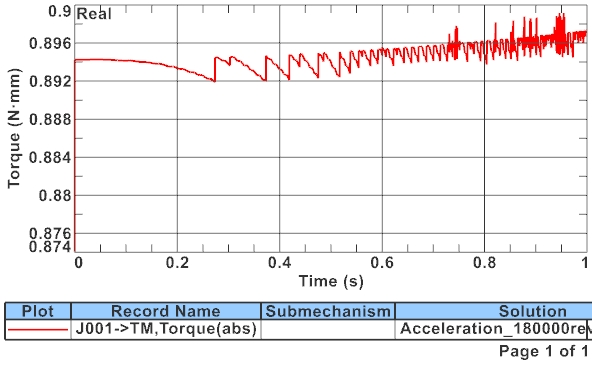 0.9
Real
0.896
0.892
0.888
0.884
0.88
0.876
0.874
Torque (N·mm)
0 0.2 0.4 0.6 0.8 1
Time (s)
Plot Record Name Submechanism Solution
J001->TM,Torque(abs) Acceleration_180000rev
Page 1 of 1